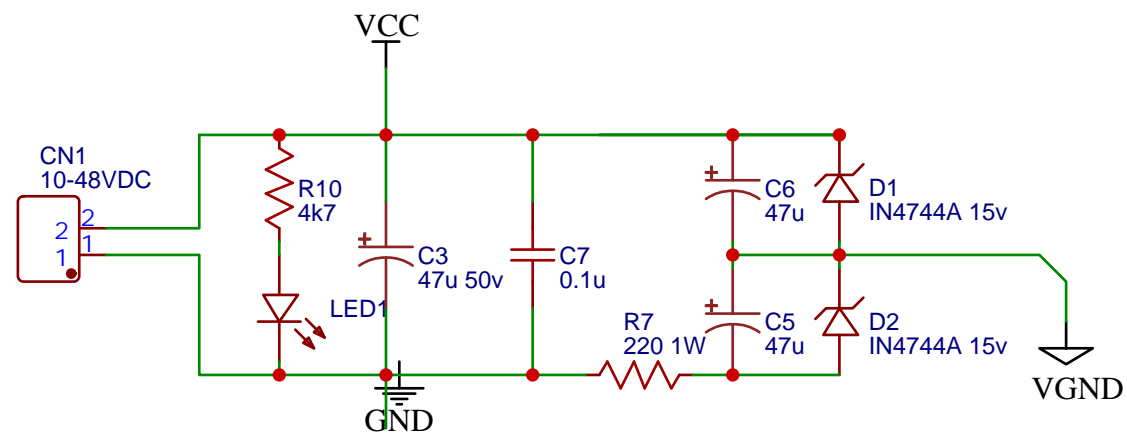 VCC
CN1
10-48VDC
2
2
1
1
R10
4k7
LED1
C3
47u 50v
C7
0.1u
R7
220 1W
C6
47u
C5
47u
D1
IN4744A 15v
D2
IN4744A 15v
GND
VGND